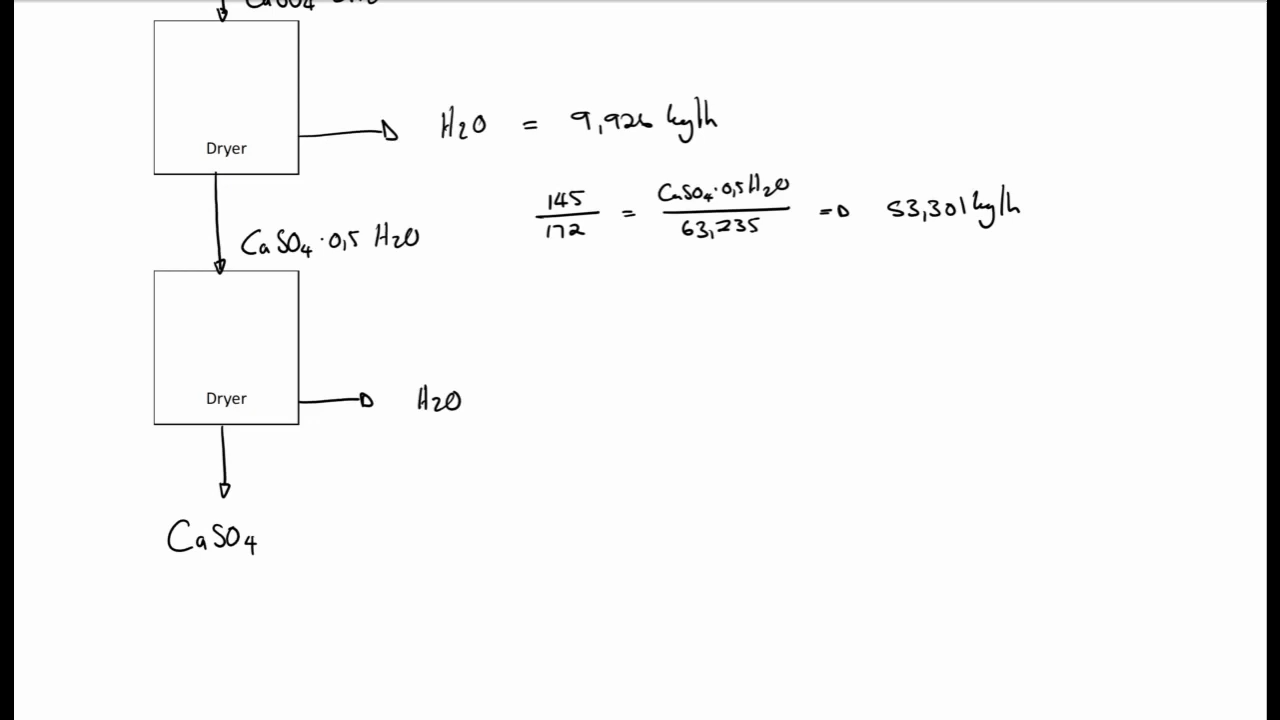 Dryer
H2O = 9,926 kg/h
145/172 = CaSO4·0,5H2O/63,235 => 53,301 kg/h
CaSO4·0,5 H2O
Dryer
H2O
CaSO4